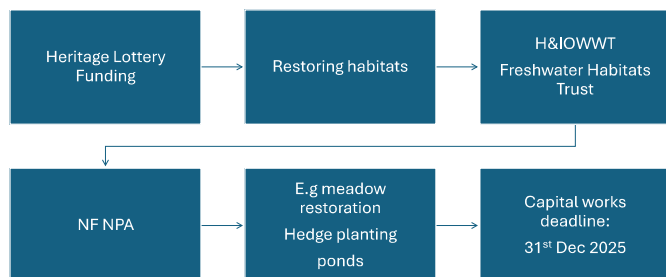 Heritage Lottery
Funding
Restoring habitats
H&IOWWT
Freshwater Habitats
Trust
NF NPA
E.g meadow
restoration
Hedge planting
ponds
Capital works
deadline:
31st Dec 2025